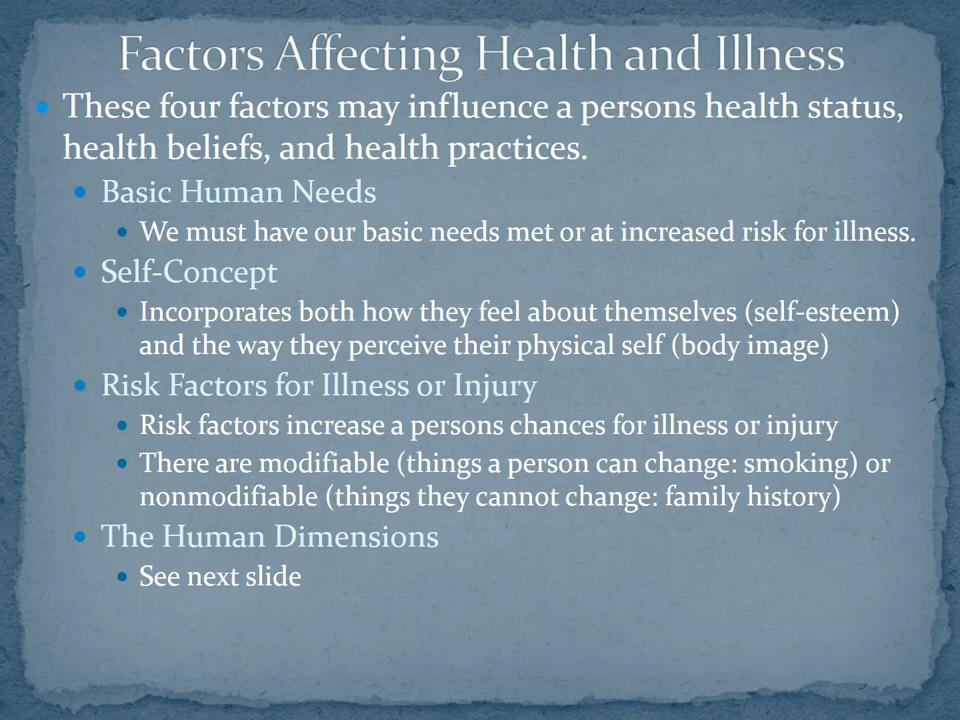 Factors Affecting Health and Illness
These four factors may influence a persons health status,
health beliefs, and health practices.
Basic Human Needs
We must have our basic needs met or at increased risk for illness.
Self-Concept
Incorporates both how they feel about themselves (self-esteem)
and the way they perceive their physical self (body image)
Risk Factors for Illness or Injury
Risk factors increase a persons chances for illness or injury
There are modifiable (things a person can change: smoking) or
nonmodifiable (things they cannot change: family history)
The Human Dimensions
See next slide